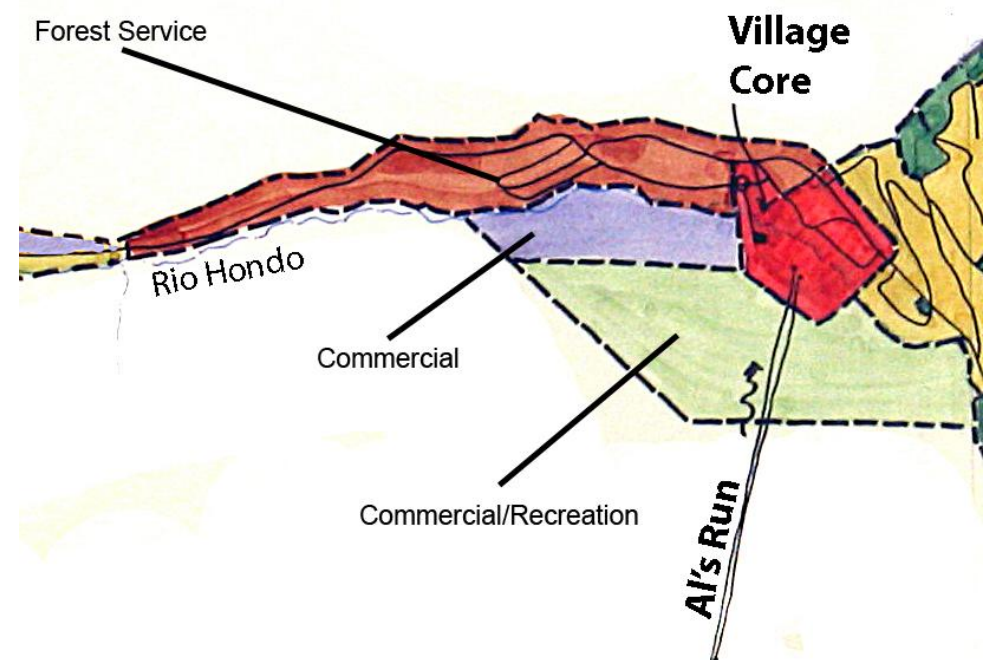 Forest Service
Village
Core
Rio Hondo
Commercial
Commercial/Recreation
Al's Run